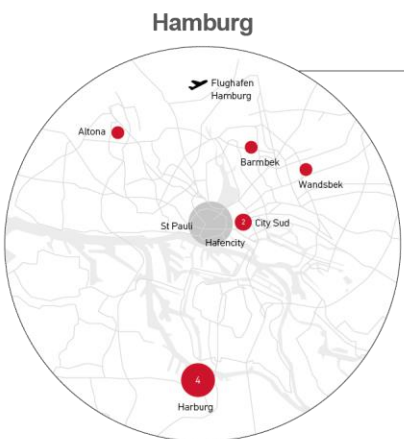 Hamburg
Flughafen
Hamburg
Altona
Barmbek
Wandsbek
St Pauli
2
City Sud
Hafencity
4
Harburg